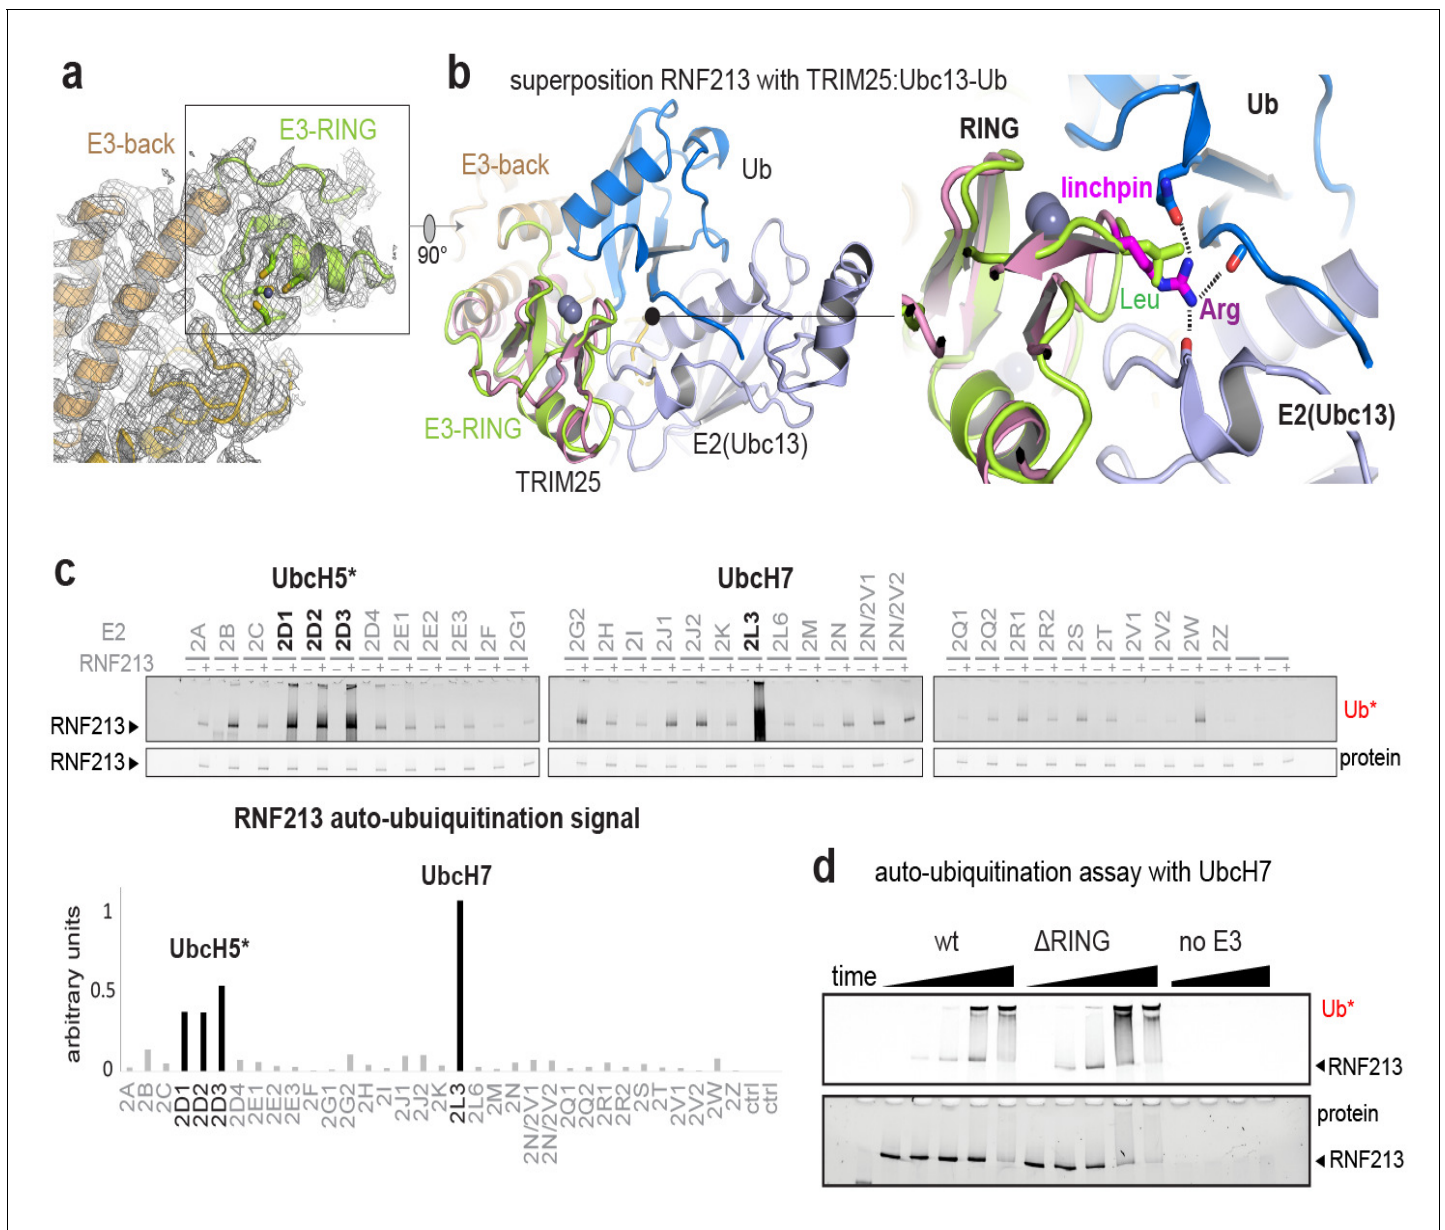 a
E3-back
E3-RING
90°
b
superposition RNF213 with TRIM25:Ubc13-Ub
E3-back
Ub
E3-RING
TRIM25
E2(Ubc13)
RING
Ub
linchpin
Leu
Arg
E2(Ubc13)
c
UbcH5*
UbcH7
E2
2A 2B 2C 2D1 2D2 2D3 2D4 2E1 2E2 2E3 2F 2G1
2G2 2H 2I 2J1 2J2 2K 2L3 2L6 2M 2N 2N/2V1 2N/2V2
2Q1 2Q2 2R1 2R2 2S 2T 2V1 2V2 2W 2Z
RNF213
– + – + – + – + – + – + – + – + – + – + – + – +
– + – + – + – + – + – + – + – + – + – + – + – +
– + – + – + – + – + – + – + – + – + – + – + – +
RNF213
Ub*
RNF213
protein
RNF213 auto-ubuiquitination signal
UbcH7
UbcH5*
arbitrary units
1
0.5
0
2A 2B 2C 2D1 2D2 2D3 2D4 2E1 2E2 2E3 2F 2G1 2G2 2H 2I 2J1 2J2 2K 2L3 2L6 2M 2N 2N/2V1 2N/2V2 2Q1 2Q2 2R1 2R2 2S 2T 2V1 2V2 2W 2Z ctrl ctrl
d
auto-ubiquitination assay with UbcH7
wt ΔRING no E3
time
Ub*
RNF213
protein
RNF213